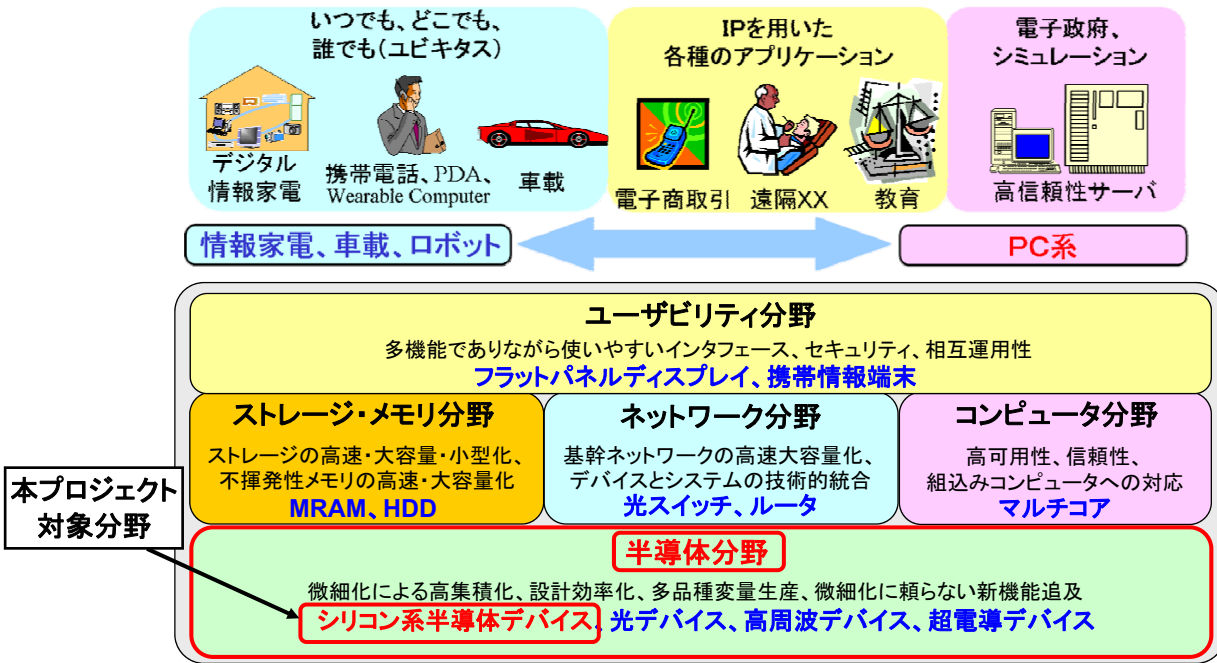 いつでも、どこでも、
誰でも(ユビキタス)
デジタル
情報家電
携帯電話、PDA、
Wearable Computer
車載
IPを用いた
各種のアプリケーション
電子商取引
遠隔XX
教育
電子政府、
シミュレーション
高信頼性サーバ
情報家電、車載、ロボット
PC系
ユーザビリティ分野
多機能でありながら使いやすいインタフェース、セキュリティ、相互運用性
フラットパネルディスプレイ、携帯情報端末
ストレージ・メモリ分野
ストレージの高速・大容量・小型化、
不揮発性メモリの高速・大容量化
MRAM、HDD
ネットワーク分野
基幹ネットワークの高速大容量化、
デバイスとシステムの技術的統合
光スイッチ、ルータ
コンピュータ分野
高可用性、信頼性、
組込みコンピュータへの対応
マルチコア
本プロジェクト
対象分野
半導体分野
微細化による高集積化、設計効率化、多品種変量生産、微細化に頼らない新機能追及
シリコン系半導体デバイス、光デバイス、高周波デバイス、超電導デバイス